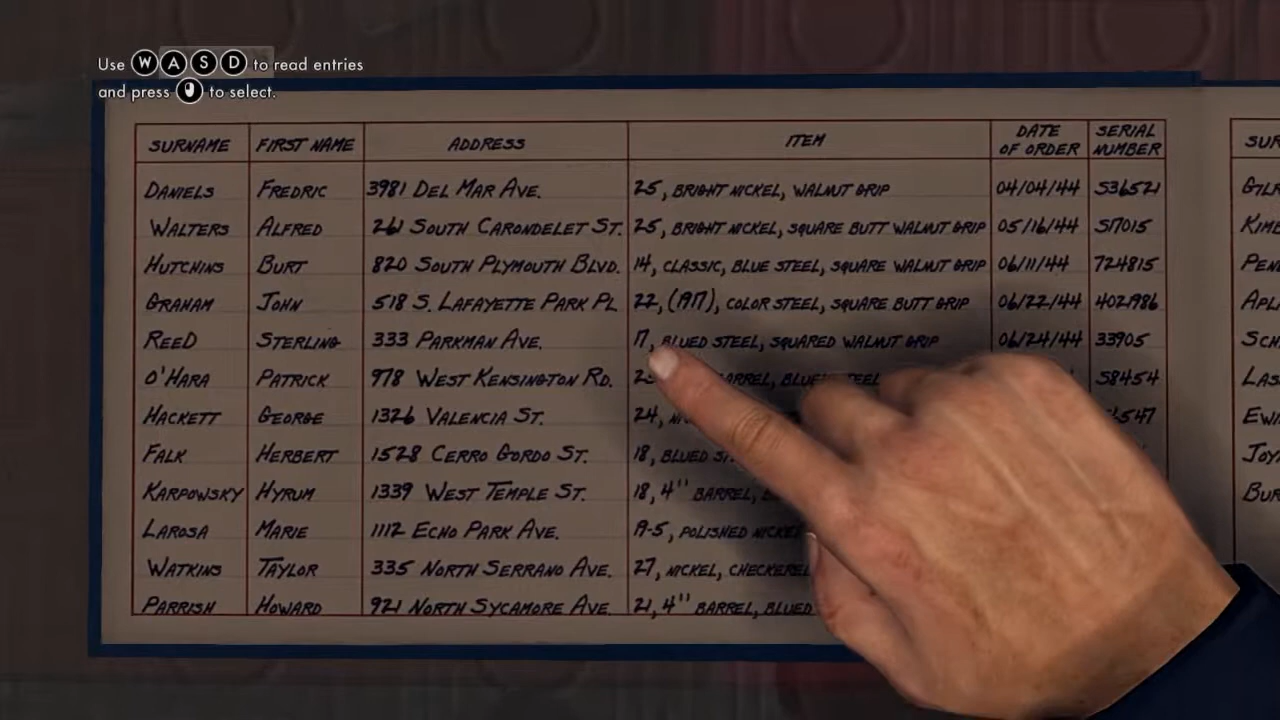 Use W A S D to read entries
and press to select.
SURNAME FIRST NAME ADDRESS ITEM DATE OF ORDER SERIAL NUMBER
DANIELS FREDRIC 3981 DEL MAR AVE. 25, BRIGHT NICKEL, WALNUT GRIP 04/04/44 S36521
WALTERS ALFRED 261 SOUTH CARONDELET ST. 25, BRIGHT NICKEL, SQUARE BUTT WALNUT GRIP 05/16/44 S17015
HUTCHINS BURT 820 SOUTH PLYMOUTH BLVD. 14, CLASSIC, BLUE STEEL, SQUARE WALNUT GRIP 06/11/44 724815
GRAHAM JOHN 518 S. LAFAYETTE PARK PL 22, (1917), COLOR STEEL, SQUARE BUTT GRIP 06/22/44 402986
REED STERLING 333 PARKMAN AVE. 17, BLUED STEEL, SQUARED WALNUT GRIP 06/24/44 33905
O'HARA PATRICK 978 WEST KENSINGTON RD. S8454
HACKETT GEORGE 1326 VALENCIA ST. 24,
FALK HERBERT 1528 CERRO GORDO ST. 18, BLUED
KARPOWSKY HYRUM 1339 WEST TEMPLE ST. 18, 4" BARREL,
LAROSA MARIE 1112 ECHO PARK AVE. 19-5, POLISHED
WATKINS TAYLOR 335 NORTH SERRANO AVE. 27, NICKEL,
PARRISH HOWARD 921 NORTH SYCAMORE AVE. 21, 4" BARREL, BLUED